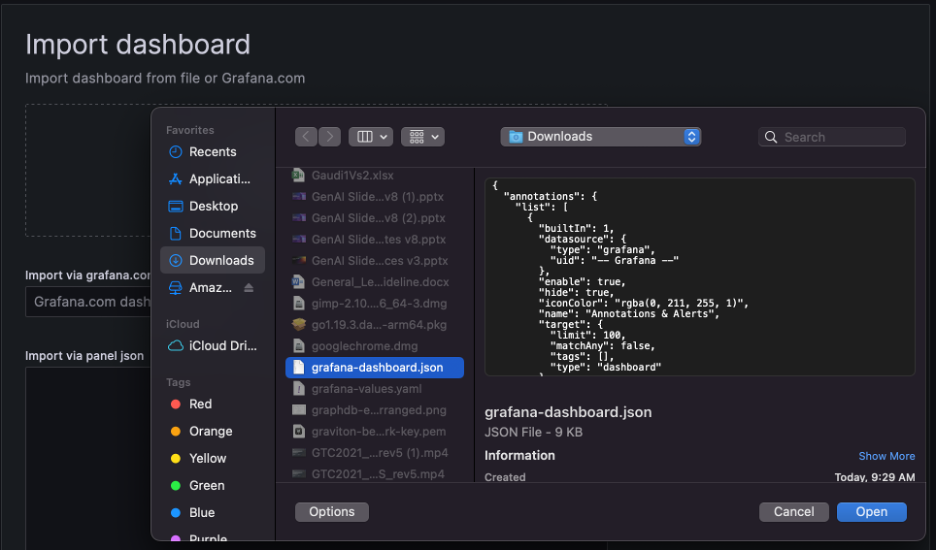 Import dashboard
Import dashboard from file or Grafana.com
Import via grafana.com
Grafana.com dash
Import via panel json
Favorites
Recents
Applicati...
Desktop
Documents
Downloads
Amaz...
iCloud
iCloud Dri...
Tags
Red
Orange
Yellow
Green
Blue
Purple
Downloads
Search
Gaudi1Vs2.xlsx
GenAI Slide...v8 (1).pptx
GenAI Slide...v8 (2).pptx
GenAI Slide...tes v8.pptx
GenAI Slide...ces v3.pptx
General_Le...ideline.docx
gimp-2.10....6_64-3.dmg
go1.19.3.da...-arm64.pkg
googlechrome.dmg
grafana-dashboard.json
grafana-values.yaml
graphdb-e...rranged.png
graviton-be...rk-key.pem
GTC2021_...rev5 (1).mp4
GTC2021_...S_rev5.mp4
{
"annotations": {
"list": [
{
"builtIn": 1,
"datasource": {
"type": "grafana",
"uid": "-- Grafana --"
},
"enable": true,
"hide": true,
"iconColor": "rgba(0, 211, 255, 1)",
"name": "Annotations & Alerts",
"target": {
"limit": 100,
"matchAny": false,
"tags": [],
"type": "dashboard"
grafana-dashboard.json
JSON File - 9 KB
Information
Show More
Created
Today, 9:29 AM
Options
Cancel
Open